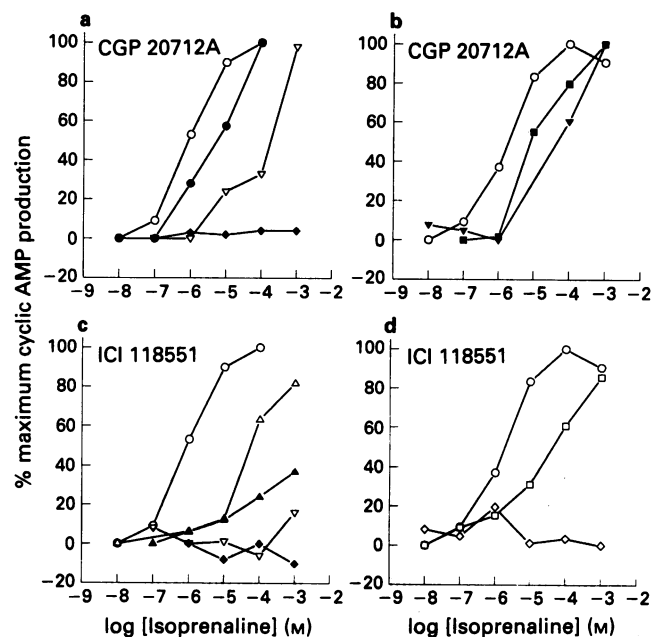 a
CGP 20712A
100
80
60
40
20
0
−20
−9 −8 −7 −6 −5 −4 −3 −2
b
CGP 20712A
100
80
60
40
20
0
−20
−9 −8 −7 −6 −5 −4 −3 −2
% maximum cyclic AMP production
c
ICI 118551
100
80
60
40
20
0
−20
−9 −8 −7 −6 −5 −4 −3 −2
log [Isoprenaline] (M)
d
ICI 118551
100
80
60
40
20
0
−20
−9 −8 −7 −6 −5 −4 −3 −2
log [Isoprenaline] (M)